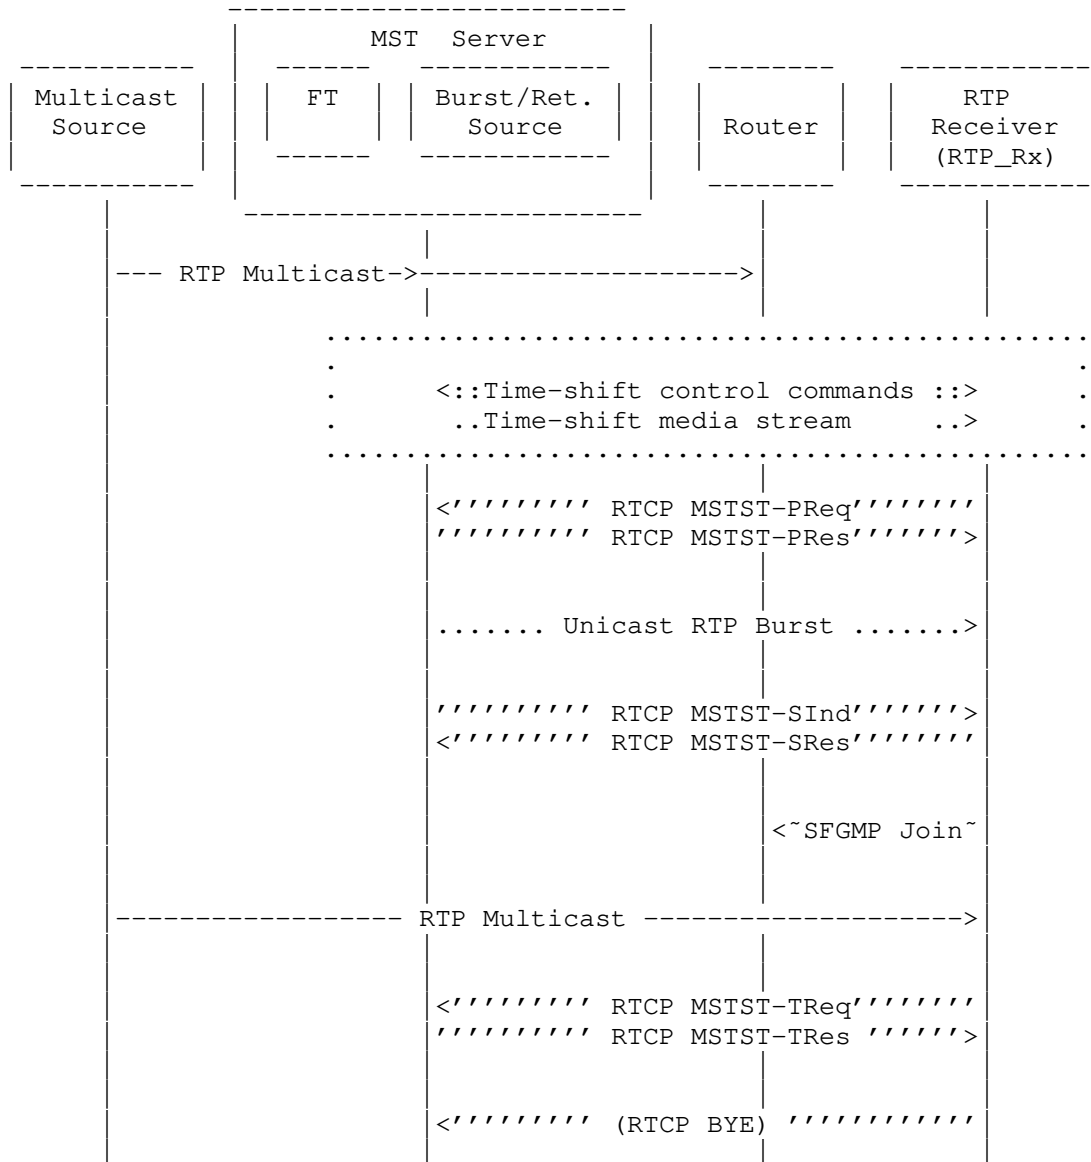 MST Server
Multicast FT Burst/Ret. RTP
Source Source Router Receiver
(RTP_Rx)
--- RTP Multicast->-------------------->
<::Time-shift control commands ::>
..Time-shift media stream ..>
<''''''''' RTCP MSTST-PReq''''''''
'''''''''' RTCP MSTST-PRes'''''''>
....... Unicast RTP Burst .......>
'''''''''' RTCP MSTST-SInd'''''''>
<''''''''' RTCP MSTST-SRes''''''''
<~SFGMP Join~
------------------ RTP Multicast -------------------->
<''''''''' RTCP MSTST-TReq''''''''
'''''''''' RTCP MSTST-TRes ''''''>
<''''''''' (RTCP BYE) ''''''''''''